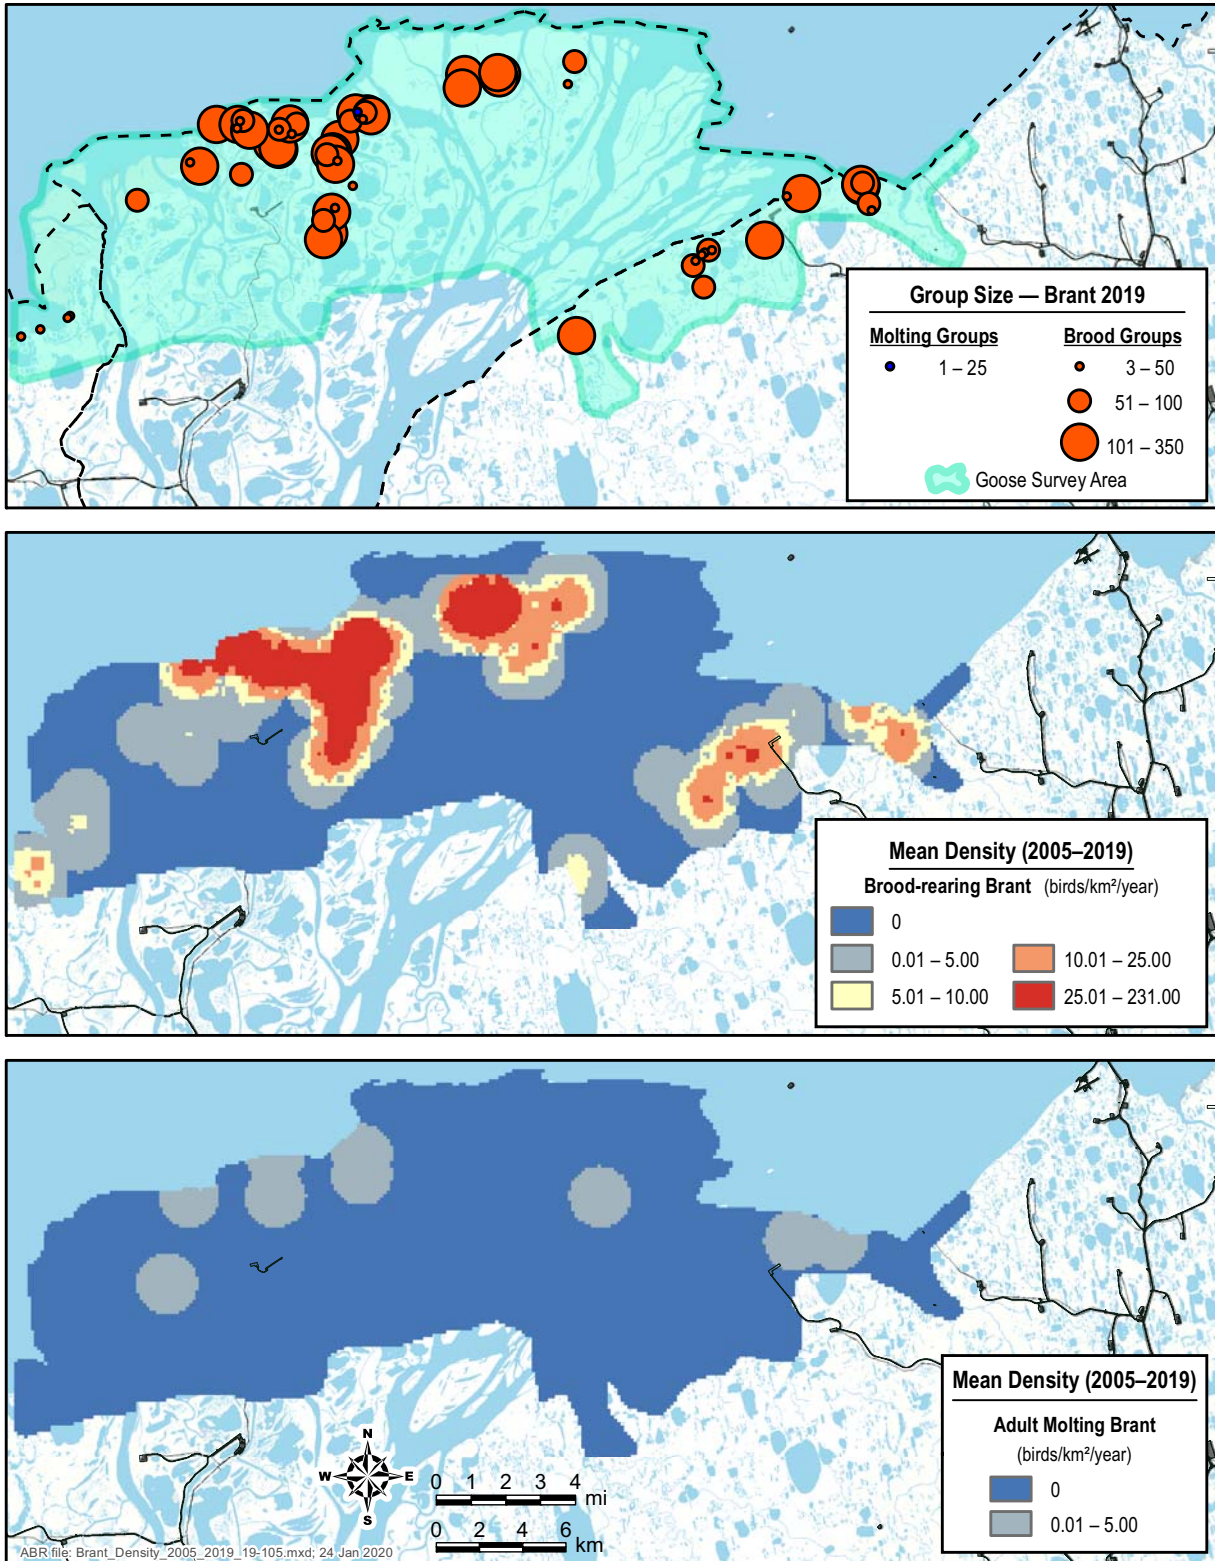 Group Size — Brant 2019
Molting Groups Brood Groups
1 – 25 3 – 50
51 – 100
101 – 350
Goose Survey Area
Mean Density (2005–2019)
Brood-rearing Brant (birds/km²/year)
0
0.01 – 5.00 10.01 – 25.00
5.01 – 10.00 25.01 – 231.00
Mean Density (2005–2019)
Adult Molting Brant
(birds/km²/year)
0
0.01 – 5.00
N
W E
S
0 1 2 3 4
mi
0 2 4 6
km
ABR file: Brant_Density_2005_2019_19-105.mxd; 24 Jan 2020